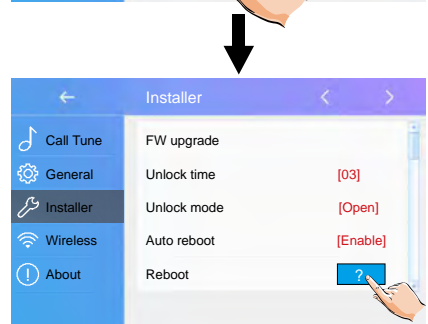 Installer
Call Tune FW upgrade
General Unlock time [03]
Installer Unlock mode [Open]
Wireless Auto reboot [Enable]
About Reboot ?